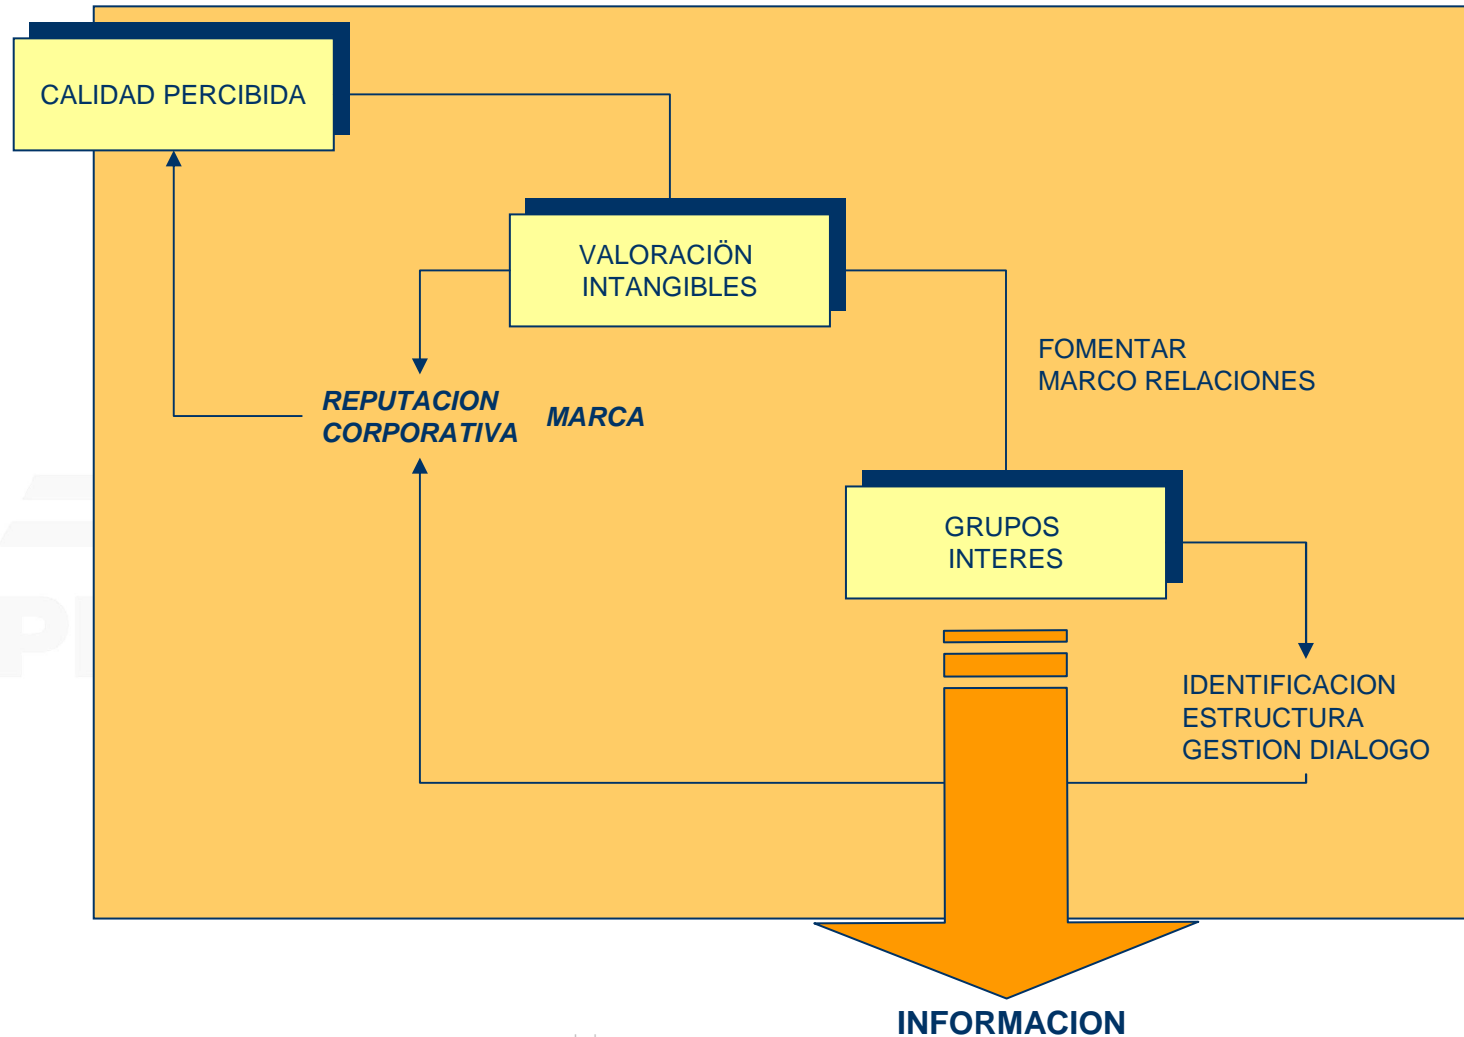 CALIDAD PERCIBIDA
VALORACIÖN
INTANGIBLES
FOMENTAR
MARCO RELACIONES
REPUTACION
CORPORATIVA
MARCA
GRUPOS
INTERES
IDENTIFICACION
ESTRUCTURA
GESTION DIALOGO
INFORMACION